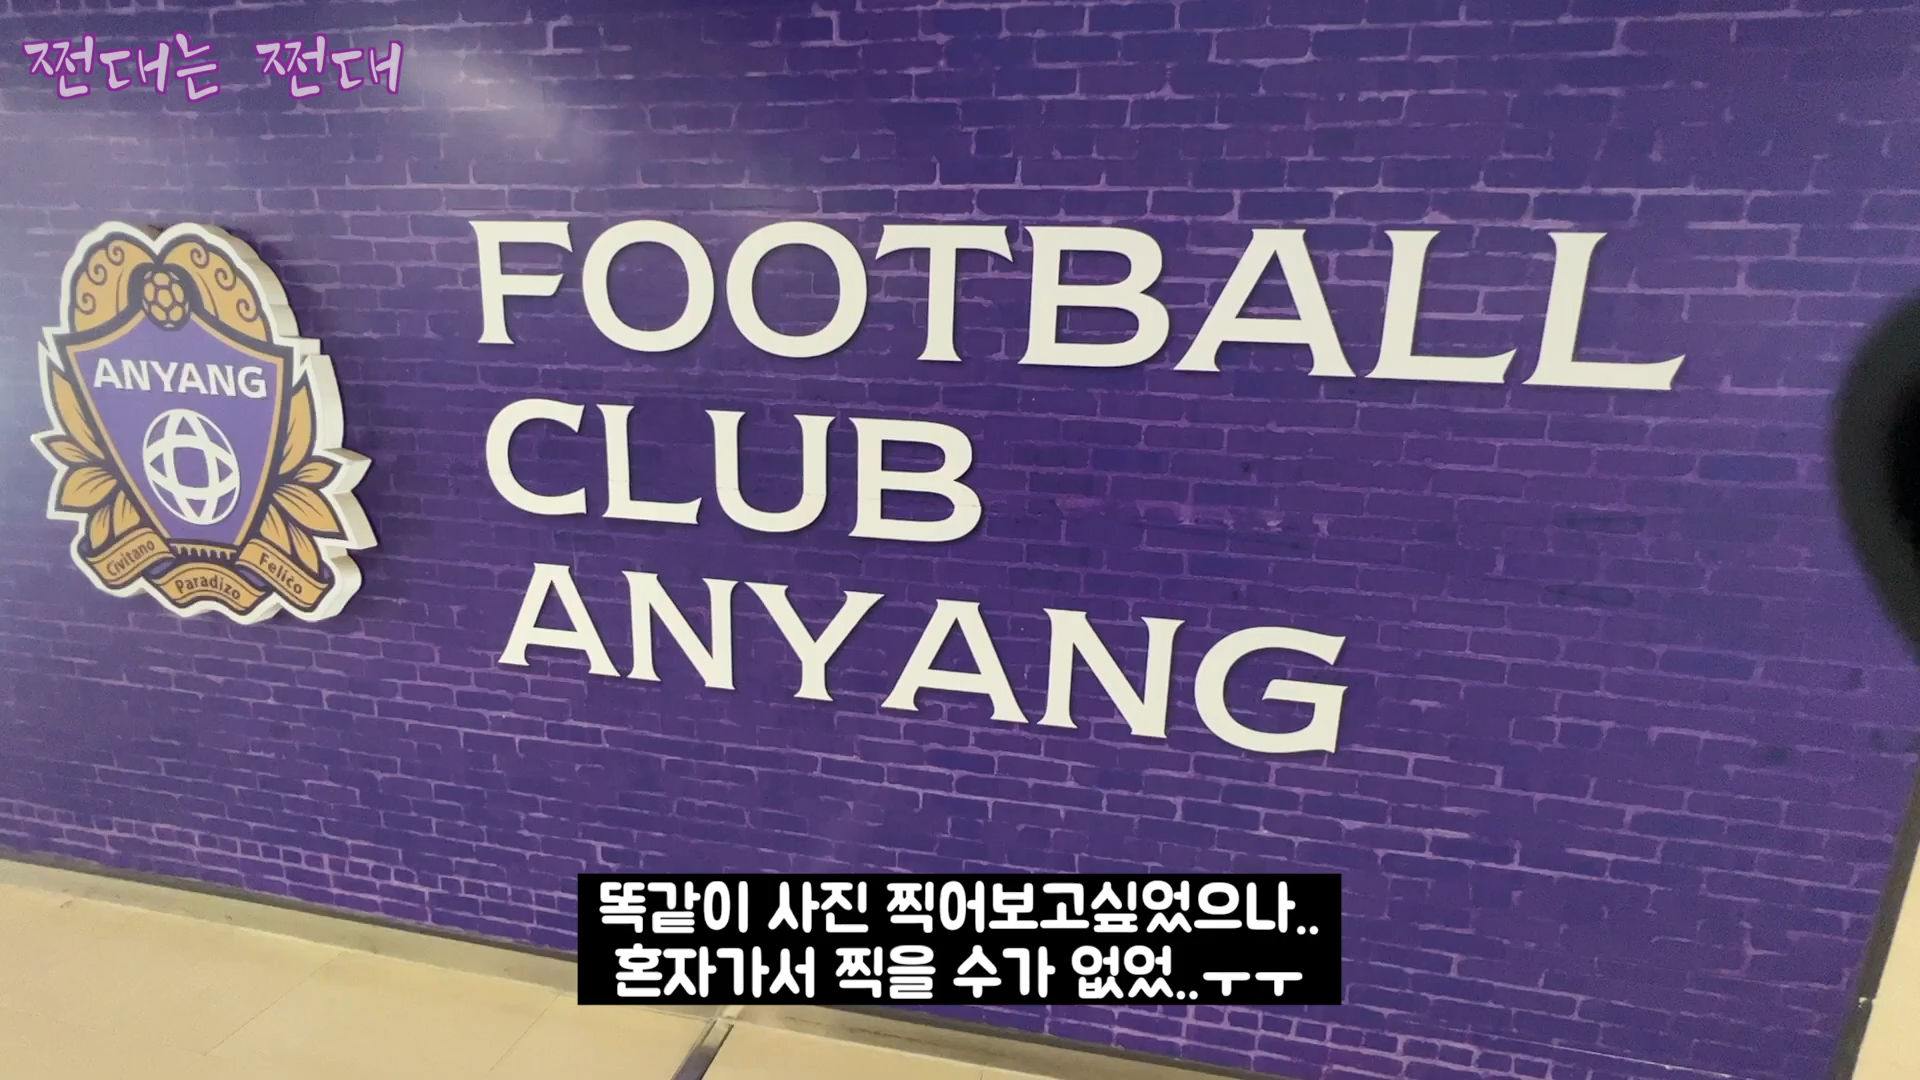 쩐대는 쩐대
FOOTBALL
CLUB
ANYANG
ANYANG
Civitano
Paradizo
Feliĉo
똑같이 사진 찍어보고싶었으나..
혼자가서 찍을 수가 없었..ㅜㅜ